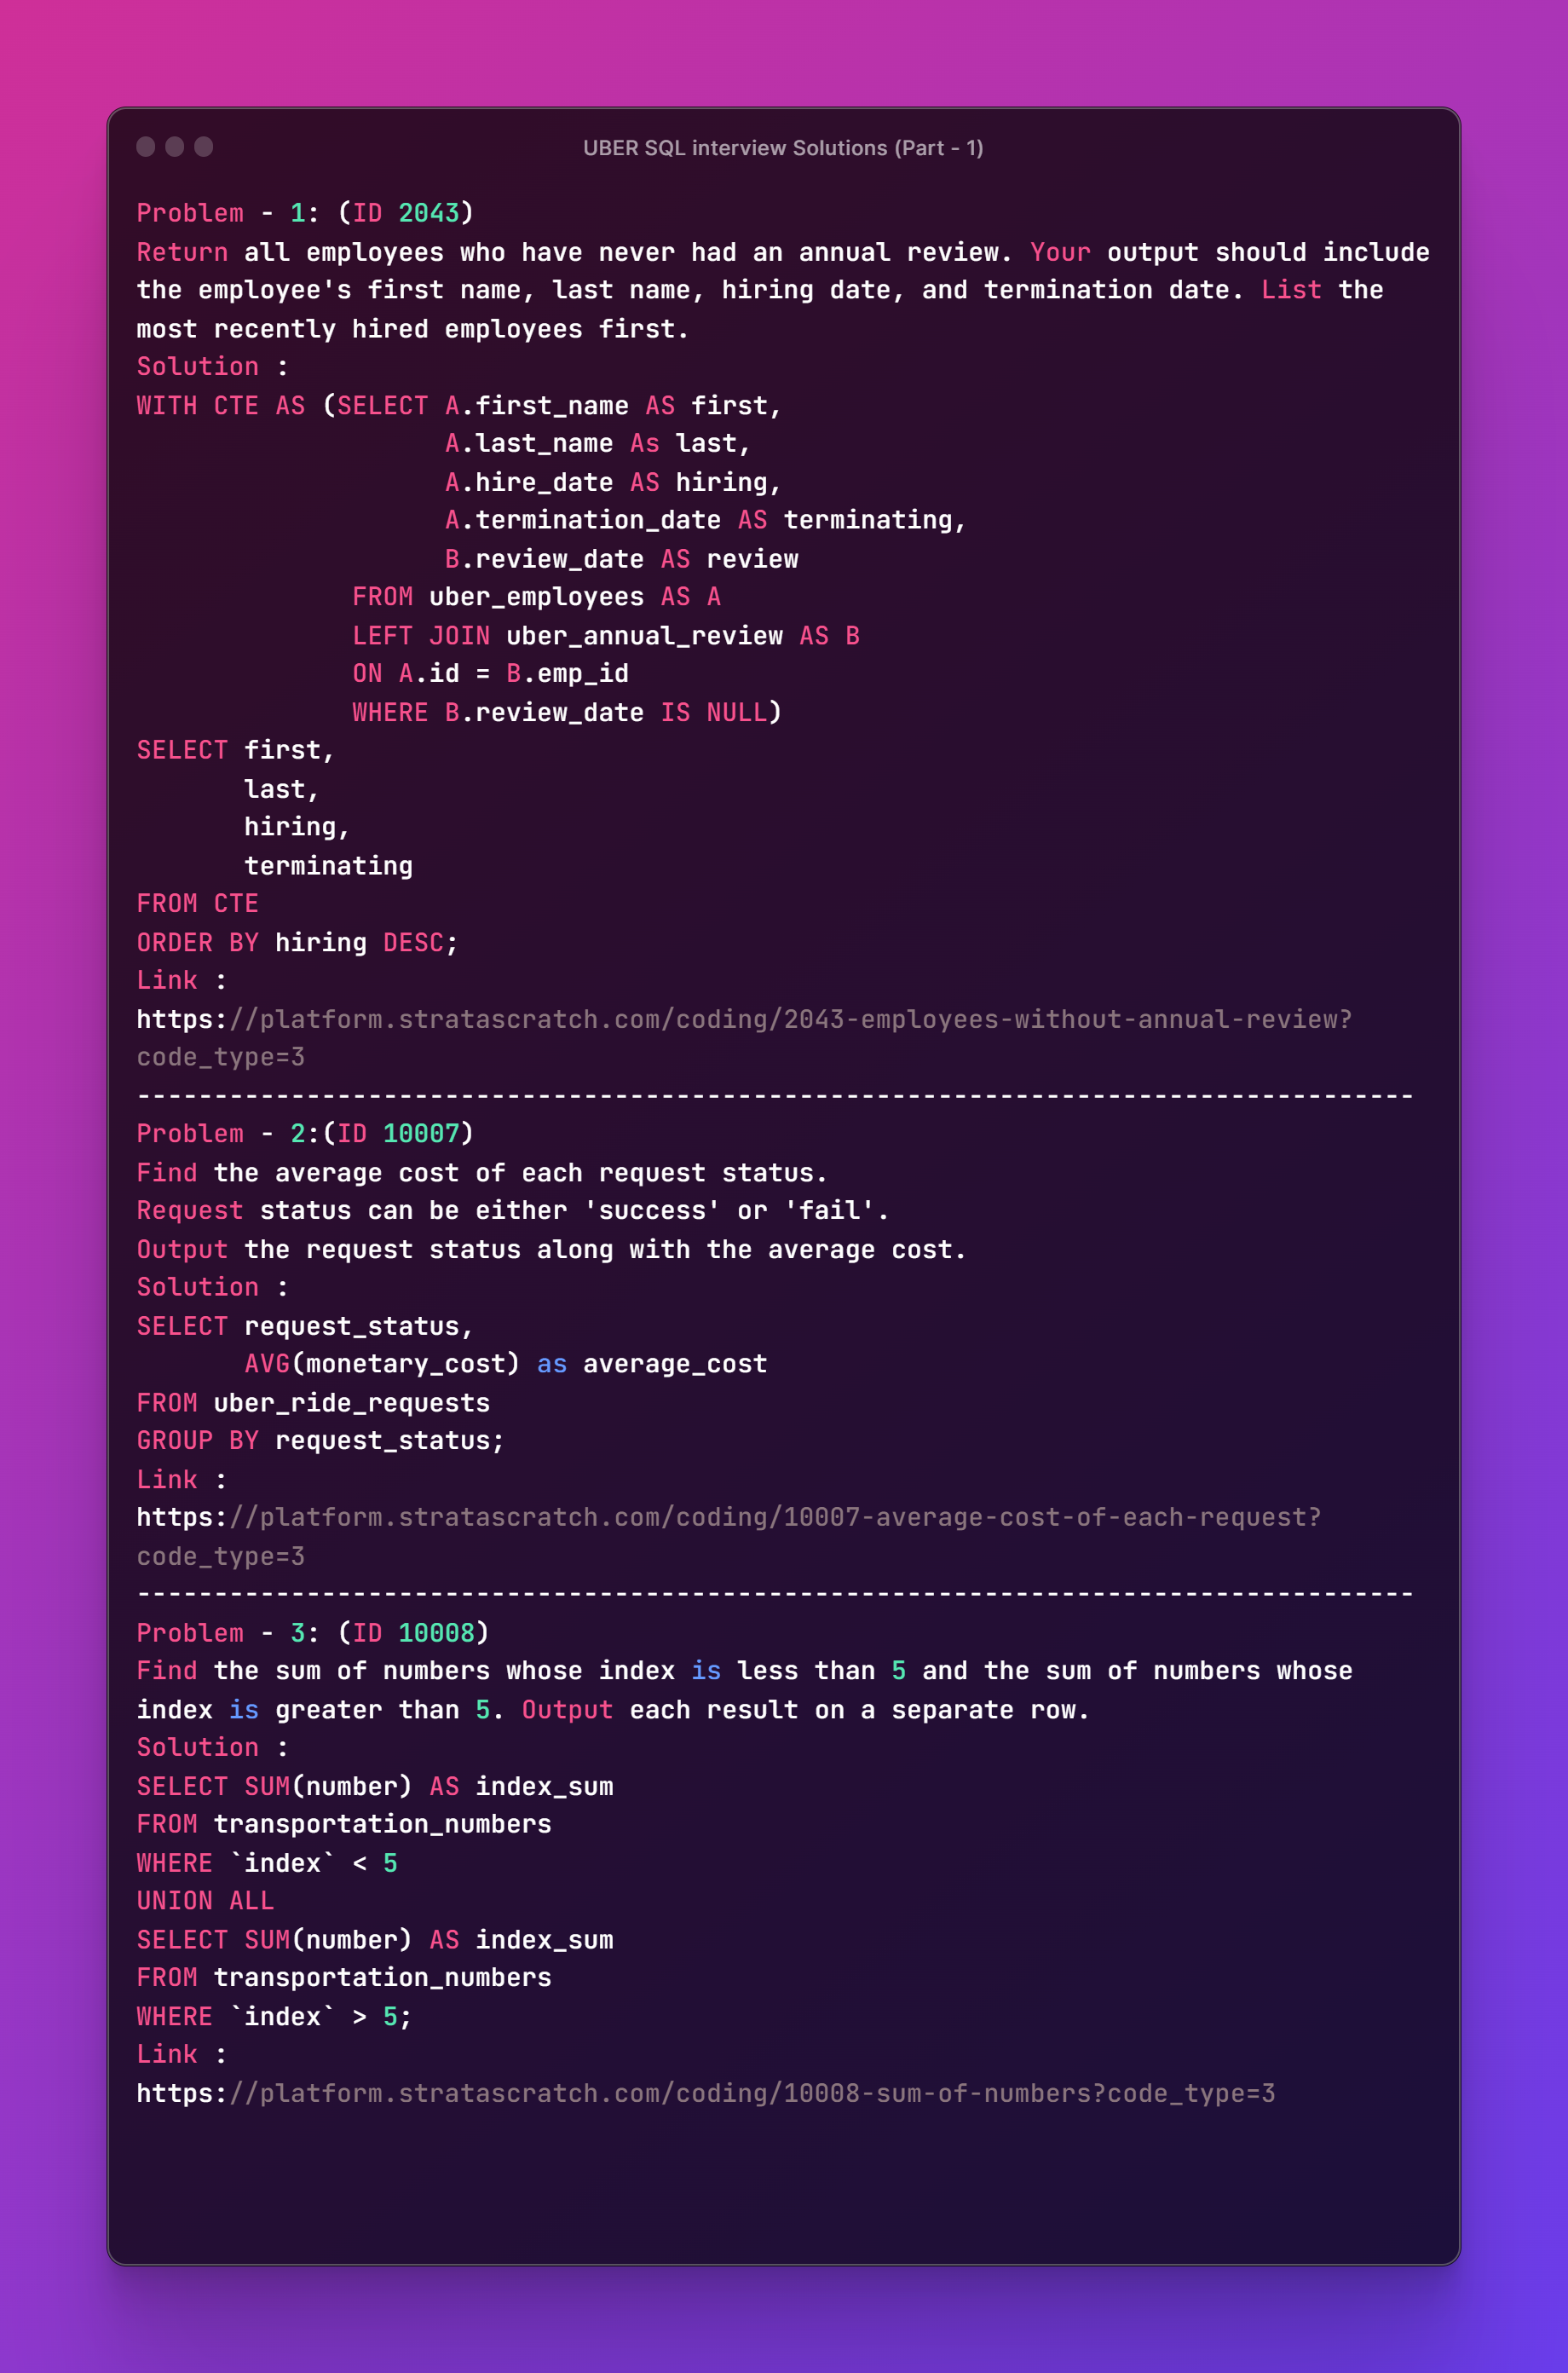 UBER SQL interview Solutions (Part - 1)
Problem - 1: (ID 2043)
Return all employees who have never had an annual review. Your output should include
the employee's first name, last name, hiring date, and termination date. List the
most recently hired employees first.
Solution :
WITH CTE AS (SELECT A.first_name AS first,
                    A.last_name As last,
                    A.hire_date AS hiring,
                    A.termination_date AS terminating,
                    B.review_date AS review
              FROM uber_employees AS A
              LEFT JOIN uber_annual_review AS B
              ON A.id = B.emp_id
              WHERE B.review_date IS NULL)
SELECT first,
       last,
       hiring,
       terminating
FROM CTE
ORDER BY hiring DESC;
Link :
https://platform.stratascratch.com/coding/2043-employees-without-annual-review?
code_type=3
-----------------------------------------------------------------------------------
Problem - 2:(ID 10007)
Find the average cost of each request status.
Request status can be either 'success' or 'fail'.
Output the request status along with the average cost.
Solution :
SELECT request_status,
       AVG(monetary_cost) as average_cost
FROM uber_ride_requests
GROUP BY request_status;
Link :
https://platform.stratascratch.com/coding/10007-average-cost-of-each-request?
code_type=3
-----------------------------------------------------------------------------------
Problem - 3: (ID 10008)
Find the sum of numbers whose index is less than 5 and the sum of numbers whose
index is greater than 5. Output each result on a separate row.
Solution :
SELECT SUM(number) AS index_sum
FROM transportation_numbers
WHERE `index` < 5
UNION ALL
SELECT SUM(number) AS index_sum
FROM transportation_numbers
WHERE `index` > 5;
Link :
https://platform.stratascratch.com/coding/10008-sum-of-numbers?code_type=3